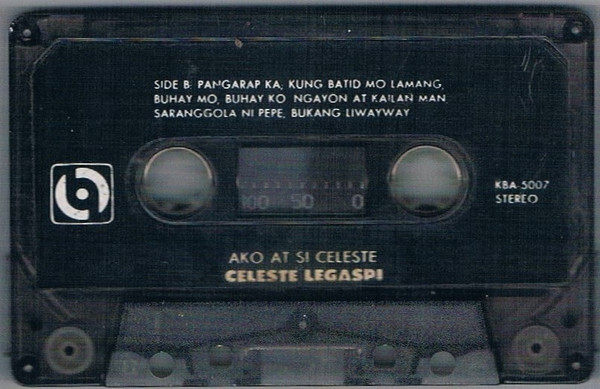 SIDE B: PANGARAP KA, KUNG BATID MO LAMANG,
BUHAY MO, BUHAY KO NGAYON AT KAILAN MAN,
SARANGGOLA NI PEPE, BUKANG LIWAYWAY
KBA-5007
STEREO
100 50 0
AKO AT SI CELESTE
CELESTE LEGASPI